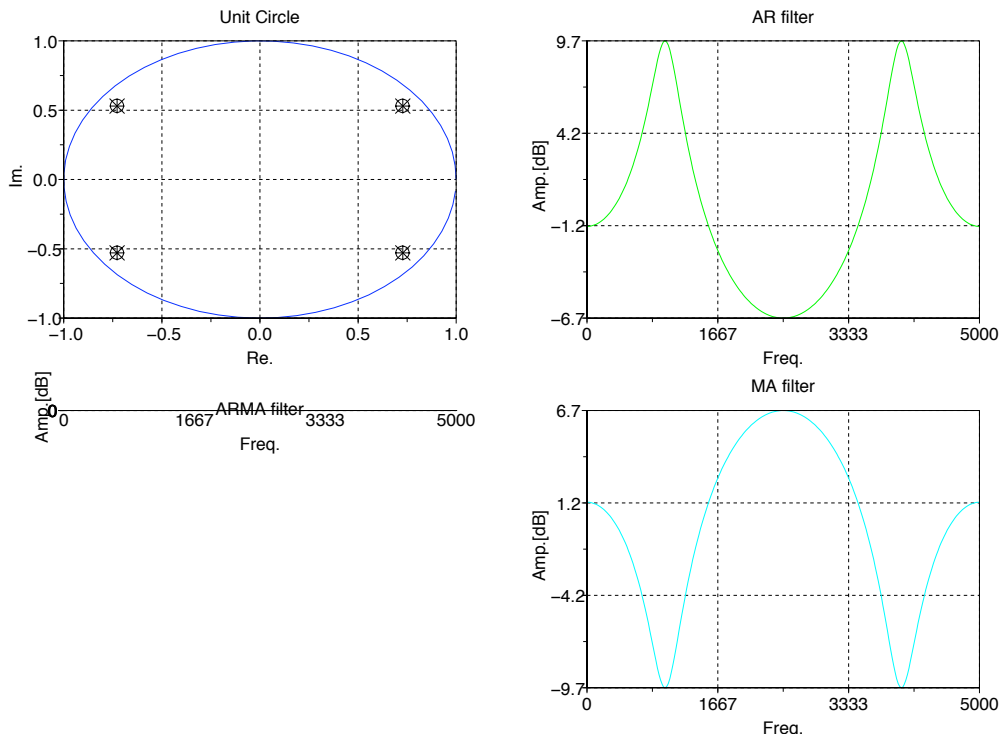 Unit Circle
1.0
0.5
0.0
−0.5
−1.0
Im.
−1.0 −0.5 0.0 0.5 1.0
Re.
AR filter
9.7
4.2
−1.2
−6.7
Amp.[dB]
0 1667 3333 5000
Freq.
ARMA filter
0
Amp.[dB]
0 1667 3333 5000
Freq.
MA filter
6.7
1.2
−4.2
−9.7
Amp.[dB]
0 1667 3333 5000
Freq.